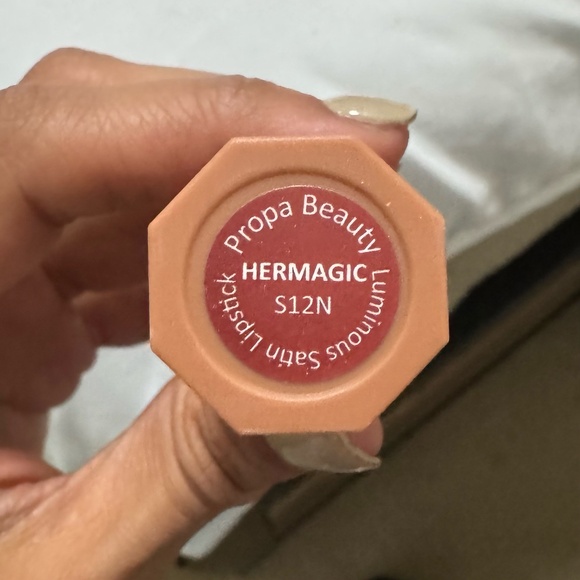 Propa Beauty
HERMAGIC
S12N
Luminous Satin Lipstick